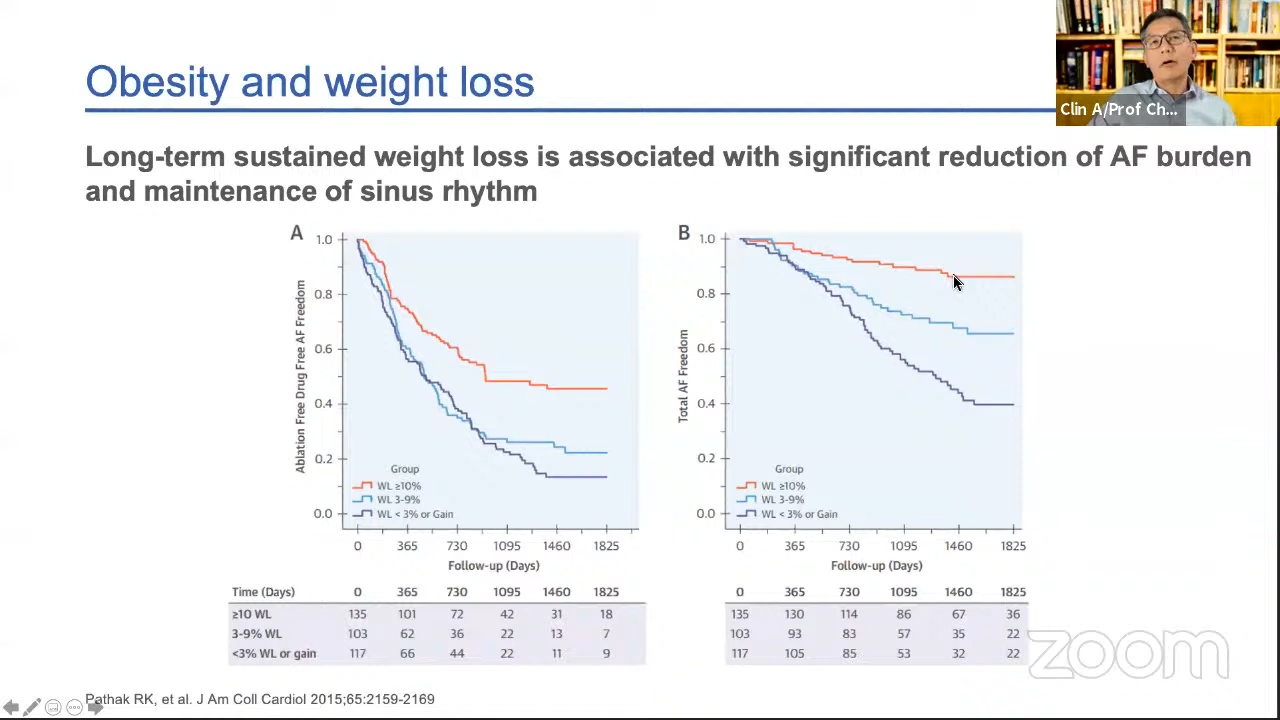 Obesity and weight loss
Clin A/Prof Ch...
Long-term sustained weight loss is associated with significant reduction of AF burden
and maintenance of sinus rhythm
A
Ablation Free Drug Free AF Freedom
1.0
0.8
0.6
0.4
0.2
0.0
Group
WL ≥10%
WL 3-9%
WL < 3% or Gain
0 365 730 1095 1460 1825
Follow-up (Days)
B
Total AF Freedom
1.0
0.8
0.6
0.4
0.2
0.0
Group
WL ≥10%
WL 3-9%
WL < 3% or Gain
0 365 730 1095 1460 1825
Follow-up (Days)
Time (Days) 0 365 730 1095 1460 1825
≥10 WL 135 101 72 42 31 18
3-9% WL 103 62 36 22 13 7
<3% WL or gain 117 66 44 22 11 9
0 365 730 1095 1460 1825
135 130 114 86 67 36
103 93 83 57 35 22
117 105 85 53 32 22
zoom
Pathak RK, et al. J Am Coll Cardiol 2015;65:2159-2169